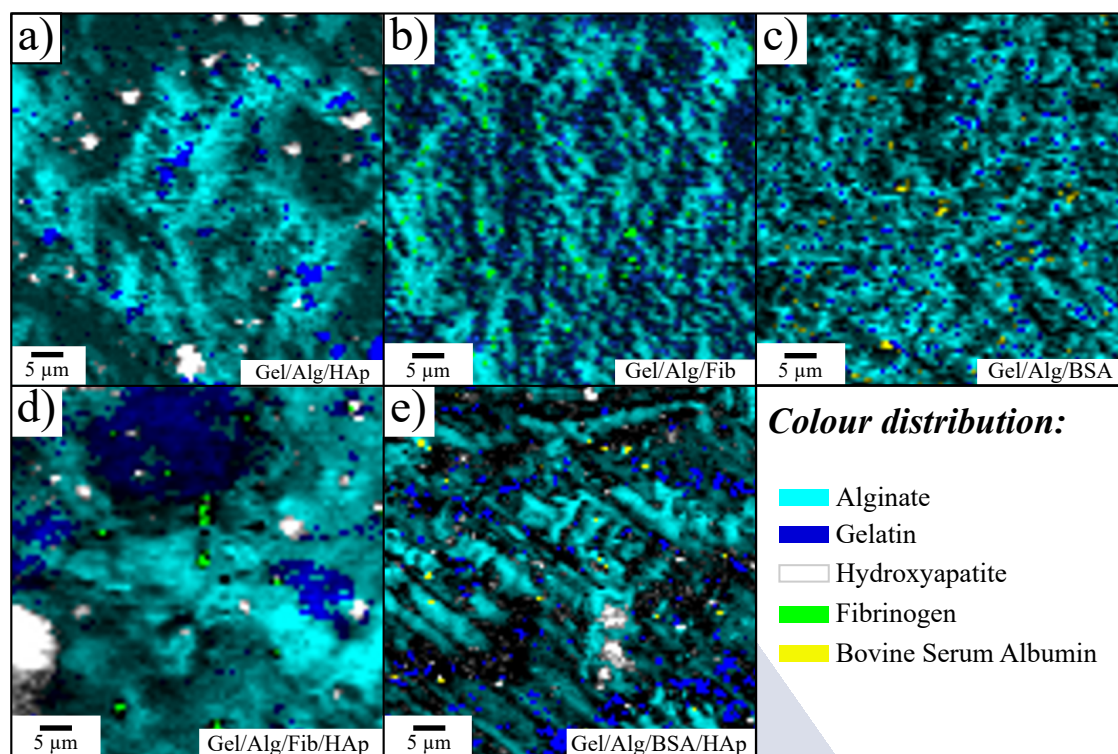 a)
b)
c)
5 µm
Gel/Alg/HAp
5 µm
Gel/Alg/Fib
5 µm
Gel/Alg/BSA
d)
e)
5 µm
Gel/Alg/Fib/HAp
5 µm
Gel/Alg/BSA/HAp
Colour distribution:
Alginate
Gelatin
Hydroxyapatite
Fibrinogen
Bovine Serum Albumin